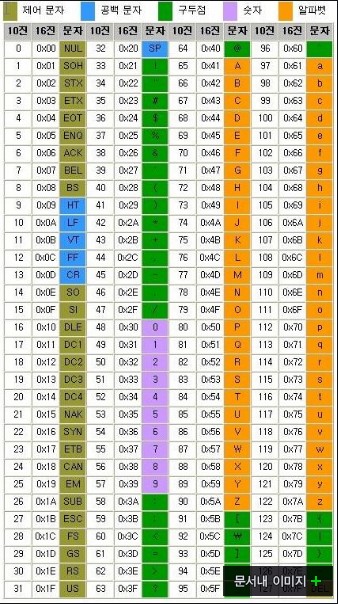 제어 문자 공백 문자 구두점 숫자 알파벳
10진 16진 문자 10진 16진 문자 10진 16진 문자 10진 16진 문자
0 0x00 NUL 32 0x20 SP 64 0x40 @ 96 0x60
1 0x01 SOH 33 0x21 ! 65 0x41 A 97 0x61 a
2 0x02 STX 34 0x22 " 66 0x42 B 98 0x62 b
3 0x03 ETX 35 0x23 # 67 0x43 C 99 0x63 c
4 0x04 EOT 36 0x24 $ 68 0x44 D 100 0x64 d
5 0x05 ENQ 37 0x25 % 69 0x45 E 101 0x65 e
6 0x06 ACK 38 0x26 & 70 0x46 F 102 0x66 f
7 0x07 BEL 39 0x27 71 0x47 G 103 0x67 g
8 0x08 BS 40 0x28 ( 72 0x48 H 104 0x68 h
9 0x09 HT 41 0x29 ) 73 0x49 I 105 0x69 i
10 0x0A LF 42 0x2A * 74 0x4A J 106 0x6A j
11 0x0B VT 43 0x2B + 75 0x4B K 107 0x6B k
12 0x0C FF 44 0x2C , 76 0x4C L 108 0x6C l
13 0x0D CR 45 0x2D - 77 0x4D M 109 0x6D m
14 0x0E SO 46 0x2E 78 0x4E N 110 0x6E n
15 0x0F SI 47 0x2F / 79 0x4F O 111 0x6F o
16 0x10 DLE 48 0x30 0 80 0x50 P 112 0x70 p
17 0x11 DC1 49 0x31 1 81 0x51 Q 113 0x71 q
18 0x12 DC2 50 0x32 2 82 0x52 R 114 0x72 r
19 0x13 DC3 51 0x33 3 83 0x53 S 115 0x73 s
20 0x14 DC4 52 0x34 4 84 0x54 T 116 0x74 t
21 0x15 NAK 53 0x35 5 85 0x55 U 117 0x75 u
22 0x16 SYN 54 0x36 6 86 0x56 V 118 0x76 v
23 0x17 ETB 55 0x37 7 87 0x57 W 119 0x77 w
24 0x18 CAN 56 0x38 8 88 0x58 X 120 0x78 x
25 0x19 EM 57 0x39 9 89 0x59 Y 121 0x79 y
26 0x1A SUB 58 0x3A : 90 0x5A Z 122 0x7A z
27 0x1B ESC 59 0x3B ; 91 0x5B [ 123 0x7B {
28 0x1C FS 60 0x3C < 92 0x5C ₩ 124 0x7C |
29 0x1D GS 61 0x3D = 93 0x5D ] 
30 0x1E RS 62 0x3E > 94 0x5E
31 0x1F US 63 0x3F ? 95 0x5F 127 0x7F DEL
문서내 이미지 +